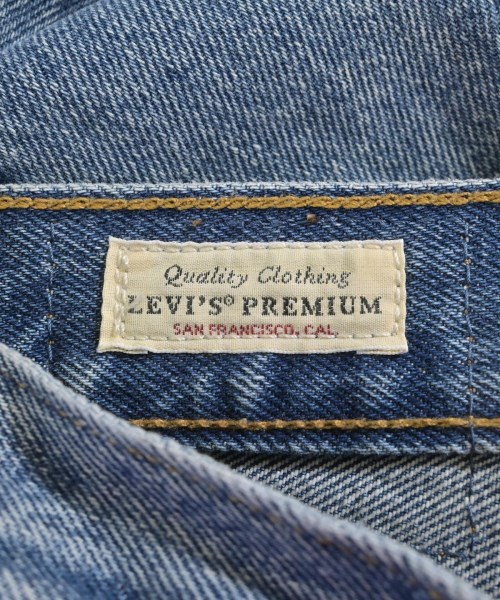 Quality Clothing
LEVI'S® PREMIUM
SAN FRANCISCO, CAL.